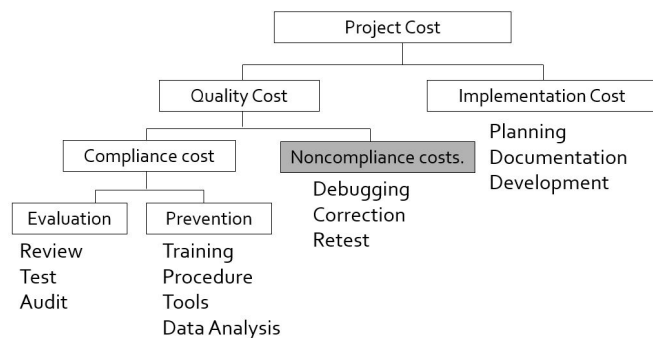 Project Cost
Quality Cost
Implementation Cost
Planning
Documentation
Development
Compliance cost
Noncompliance costs.
Debugging
Correction
Retest
Evaluation
Review
Test
Audit
Prevention
Training
Procedure
Tools
Data Analysis